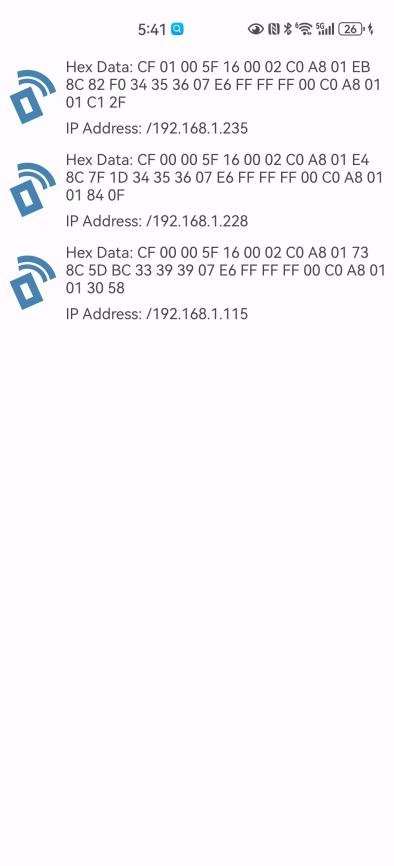 5:41
6 5G 26
Hex Data: CF 01 00 5F 16 00 02 C0 A8 01 EB
8C 82 F0 34 35 36 07 E6 FF FF FF 00 C0 A8 01
01 C1 2F
IP Address: /192.168.1.235
Hex Data: CF 00 00 5F 16 00 02 C0 A8 01 E4
8C 7F 1D 34 35 36 07 E6 FF FF FF 00 C0 A8 01
01 84 0F
IP Address: /192.168.1.228
Hex Data: CF 00 00 5F 16 00 02 C0 A8 01 73
8C 5D BC 33 39 39 07 E6 FF FF FF 00 C0 A8 01
01 30 58
IP Address: /192.168.1.115